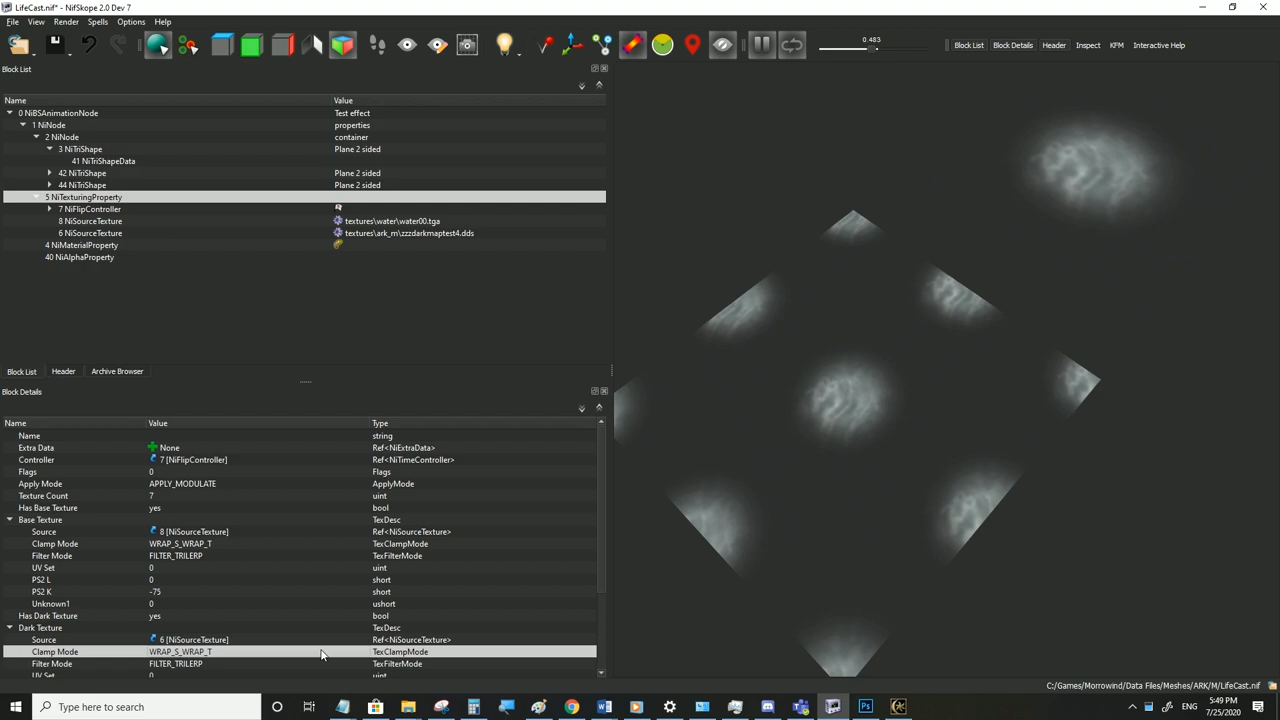 LifeCast.nif* - NifSkope 2.0 Dev 7
File View Render Spells Options Help
0.483
Block List Block Details Header Inspect KFM Interactive Help
Block List
Name Value
0 NiBSAnimationNode Test effect
1 NiNode properties
2 NiNode container
3 NiTriShape Plane 2 sided
41 NiTriShapeData
42 NiTriShape Plane 2 sided
44 NiTriShape Plane 2 sided
5 NiTexturingProperty
7 NiFlipController
8 NiSourceTexture textures\water\water00.tga
6 NiSourceTexture textures\ark_m\zzzdarkmaptest4.dds
4 NiMaterialProperty
40 NiAlphaProperty
Block List Header Archive Browser
Block Details
Name Value Type
Name string
Extra Data None Ref<NiExtraData>
Controller 7 [NiFlipController] Ref<NiTimeController>
Flags 0 Flags
Apply Mode APPLY_MODULATE ApplyMode
Texture Count 7 uint
Has Base Texture yes bool
Base Texture TexDesc
Source 8 [NiSourceTexture] Ref<NiSourceTexture>
Clamp Mode WRAP_S_WRAP_T TexClampMode
Filter Mode FILTER_TRILERP TexFilterMode
UV Set 0 uint
PS2 L 0 short
PS2 K -75 short
Unknown1 0 ushort
Has Dark Texture yes bool
Dark Texture TexDesc
Source 6 [NiSourceTexture] Ref<NiSourceTexture>
Clamp Mode WRAP_S_WRAP_T TexClampMode
Filter Mode FILTER_TRILERP TexFilterMode
UV Set 0 uint
C:/Games/Morrowind/Data Files/Meshes/ARK/M/LifeCast.nif
Type here to search
5:49 PM
7/25/2020